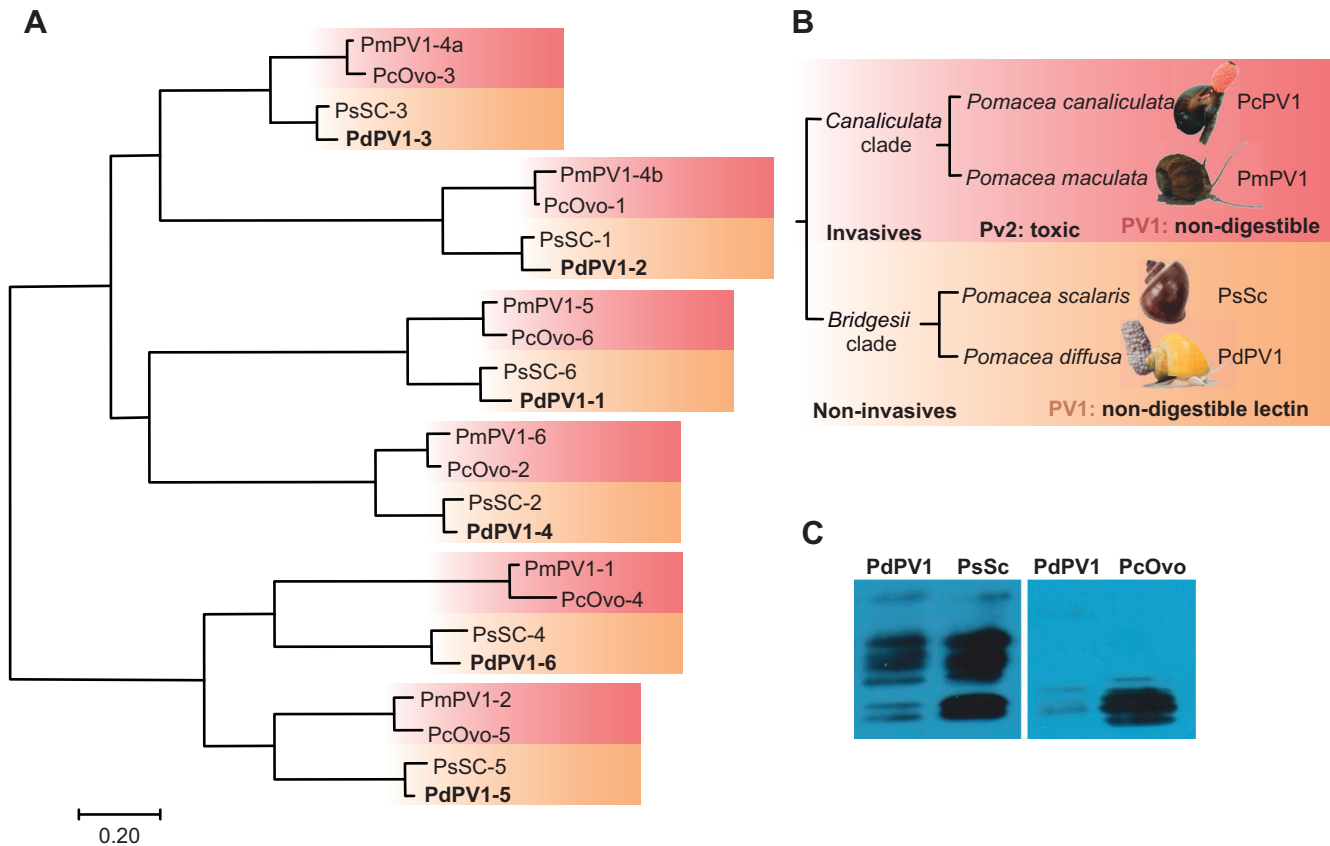 A
PmPV1-4a
PcOvo-3
PsSC-3
PdPV1-3
PmPV1-4b
PcOvo-1
PsSC-1
PdPV1-2
PmPV1-5
PcOvo-6
PsSC-6
PdPV1-1
PmPV1-6
PcOvo-2
PsSC-2
PdPV1-4
PmPV1-1
PcOvo-4
PsSC-4
PdPV1-6
PmPV1-2
PcOvo-5
PsSC-5
PdPV1-5
0.20
B
Pomacea canaliculata PcPV1
Canaliculata
clade
Pomacea maculata PmPV1
Invasives Pv2: toxic PV1: non-digestible
Pomacea scalaris PsSc
Bridgesii
clade
Pomacea diffusa PdPV1
Non-invasives PV1: non-digestible lectin
C
PdPV1 PsSc PdPV1 PcOvo